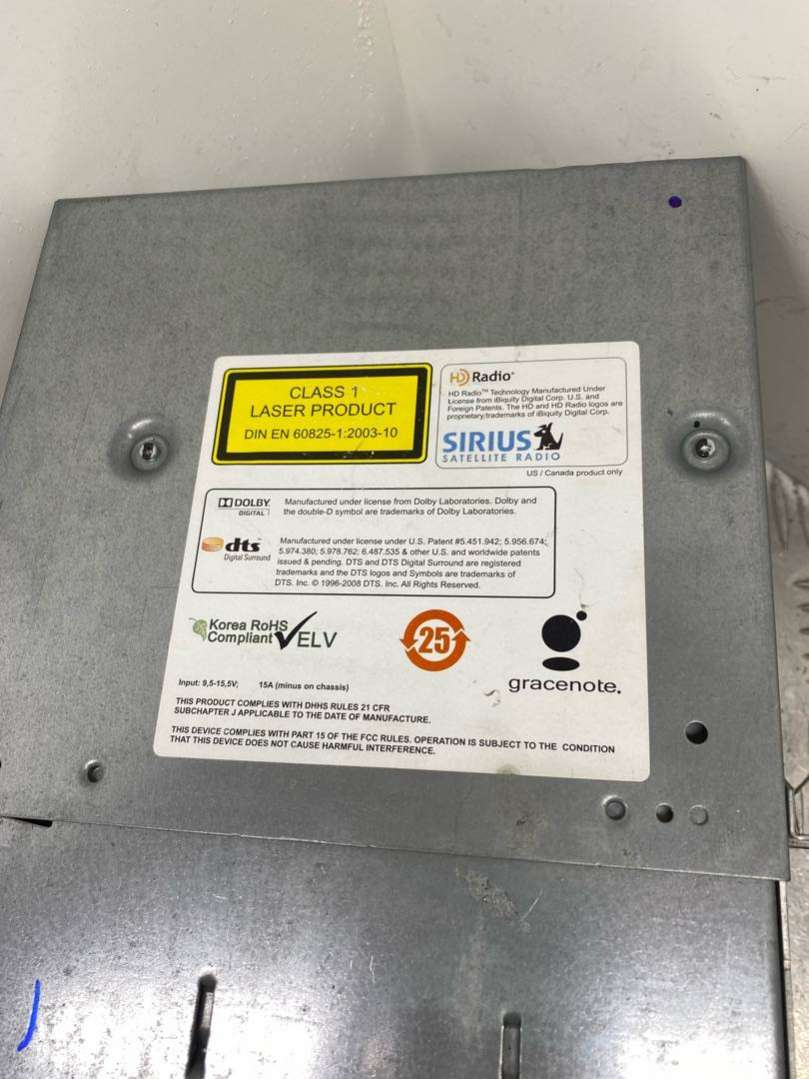 CLASS 1
LASER PRODUCT
DIN EN 60825-1:2003-10
HD Radio™
HD Radio™ Technology Manufactured Under
License from iBiquity Digital Corp. U.S. and
Foreign Patents. The HD and HD Radio logos are
proprietary trademarks of iBiquity Digital Corp.
SIRIUS
SATELLITE RADIO
US / Canada product only
DOLBY
DIGITAL
Manufactured under license from Dolby Laboratories. Dolby and
the double-D symbol are trademarks of Dolby Laboratories.
dts
Digital Surround
Manufactured under license under U.S. Patent #5.451.942; 5.956.674;
5.974.380; 5.978.762; 6.487.535 & other U.S. and worldwide patents
issued & pending. DTS and DTS Digital Surround are registered
trademarks and the DTS logos and Symbols are trademarks of
DTS. Inc. © 1996-2008 DTS. Inc. All Rights Reserved.
Korea RoHS
Compliant
ELV
25
gracenote.
Input: 9,5-15,5V; 15A (minus on chassis)
THIS PRODUCT COMPLIES WITH DHHS RULES 21 CFR
SUBCHAPTER J APPLICABLE TO THE DATE OF MANUFACTURE.
THIS DEVICE COMPLIES WITH PART 15 OF THE FCC RULES. OPERATION IS SUBJECT TO THE CONDITION
THAT THIS DEVICE DOES NOT CAUSE HARMFUL INTERFERENCE.